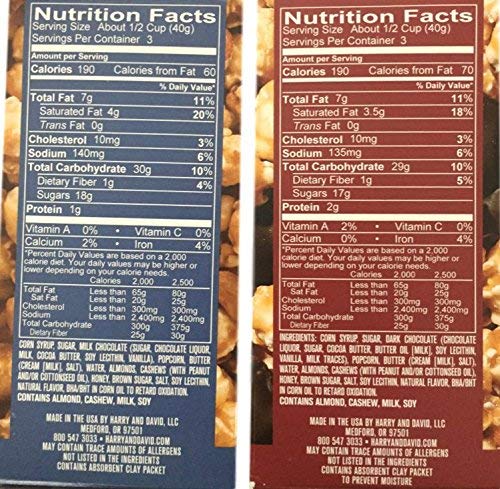 Nutrition Facts
Serving Size About 1/2 Cup (40g)
Servings Per Container 3
Amount per Serving
Calories 190 Calories from Fat 60
% Daily Value*
Total Fat 7g 11%
Saturated Fat 4g 20%
Trans Fat 0g
Cholesterol 10mg 3%
Sodium 140mg 6%
Total Carbohydrate 30g 10%
Dietary Fiber 1g 4%
Sugars 18g
Protein 1g
Vitamin A 0% • Vitamin C 0%
Calcium 2% • Iron 4%
*Percent Daily Values are based on a 2,000
calorie diet. Your daily values may be higher or
lower depending on your calorie needs.
Calories 2,000 2,500
Total Fat Less than 65g 80g
Sat Fat Less than 20g 25g
Cholesterol Less than 300mg 300mg
Sodium Less than 2,400mg 2,400mg
Total Carbohydrate 300g 375g
Dietary Fiber 25g 30g
CORN SYRUP, SUGAR, MILK CHOCOLATE (SUGAR, CHOCOLATE LIQUOR,
MILK, COCOA BUTTER, SOY LECITHIN, VANILLA), POPCORN, BUTTER
(CREAM [MILK], SALT), WATER, ALMONDS, CASHEWS (WITH PEANUT
AND/OR COTTONSEED OIL), HONEY, BROWN SUGAR, SALT, SOY LECITHIN,
NATURAL FLAVOR, BHA/BHT IN CORN OIL TO RETARD OXIDATION.
CONTAINS ALMOND, CASHEW, MILK, SOY
MADE IN THE USA BY HARRY AND DAVID, LLC
MEDFORD, OR 97501
800 547 3033 • HARRYANDDAVID.COM
MAY CONTAIN TRACE AMOUNTS OF ALLERGENS
NOT LISTED IN THE INGREDIENTS
CONTAINS ABSORBENT CLAY PACKET
Nutrition Facts
Serving Size About 1/2 Cup (40g)
Servings Per Container 3
Amount per Serving
Calories 190 Calories from Fat 70
% Daily Value*
Total Fat 7g 11%
Saturated Fat 3.5g 18%
Trans Fat 0g
Cholesterol 10mg 3%
Sodium 135mg 6%
Total Carbohydrate 29g 10%
Dietary Fiber 1g 5%
Sugars 17g
Protein 2g
Vitamin A 2% • Vitamin C 0%
Calcium 0% • Iron 4%
*Percent Daily Values are based on a 2,000
calorie diet. Your daily values may be higher or
lower depending on your calorie needs.
Calories 2,000 2,500
Total Fat Less than 65g 80g
Sat Fat Less than 20g 25g
Cholesterol Less than 300mg 300mg
Sodium Less than 2,400mg 2,400mg
Total Carbohydrate 300g 375g
Dietary Fiber 25g 30g
INGREDIENTS: CORN SYRUP, SUGAR, DARK CHOCOLATE (CHOCOLATE
LIQUOR, SUGAR, COCOA BUTTER, BUTTER OIL [MILK], SOY LECITHIN,
VANILLA, MILK TRACES), POPCORN, BUTTER (CREAM [MILK], SALT),
WATER, ALMONDS, CASHEWS (WITH PEANUT AND/OR COTTONSEED OIL),
HONEY, BROWN SUGAR, SALT, SOY LECITHIN, NATURAL FLAVOR, BHA/BHT
IN CORN OIL TO RETARD OXIDATION.
CONTAINS ALMOND, CASHEW, MILK, SOY
MADE IN THE USA BY HARRY AND DAVID, LLC
MEDFORD, OR 97501
800 547 3033 • HARRYANDDAVID.COM
MAY CONTAIN TRACE AMOUNTS OF ALLERGENS
NOT LISTED IN THE INGREDIENTS
CONTAINS ABSORBENT CLAY PACKET
TO PREVENT MOISTURE